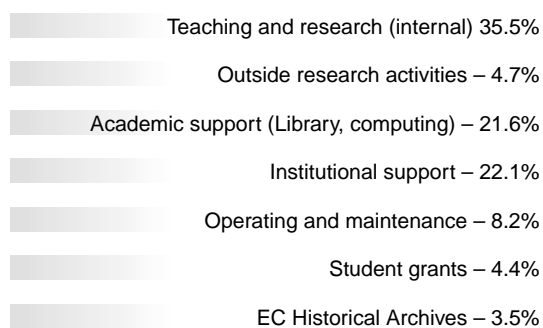 Teaching and research (internal) 35.5%
Outside research activities – 4.7%
Academic support (Library, computing) – 21.6%
Institutional support – 22.1%
Operating and maintenance – 8.2%
Student grants – 4.4%
EC Historical Archives – 3.5%